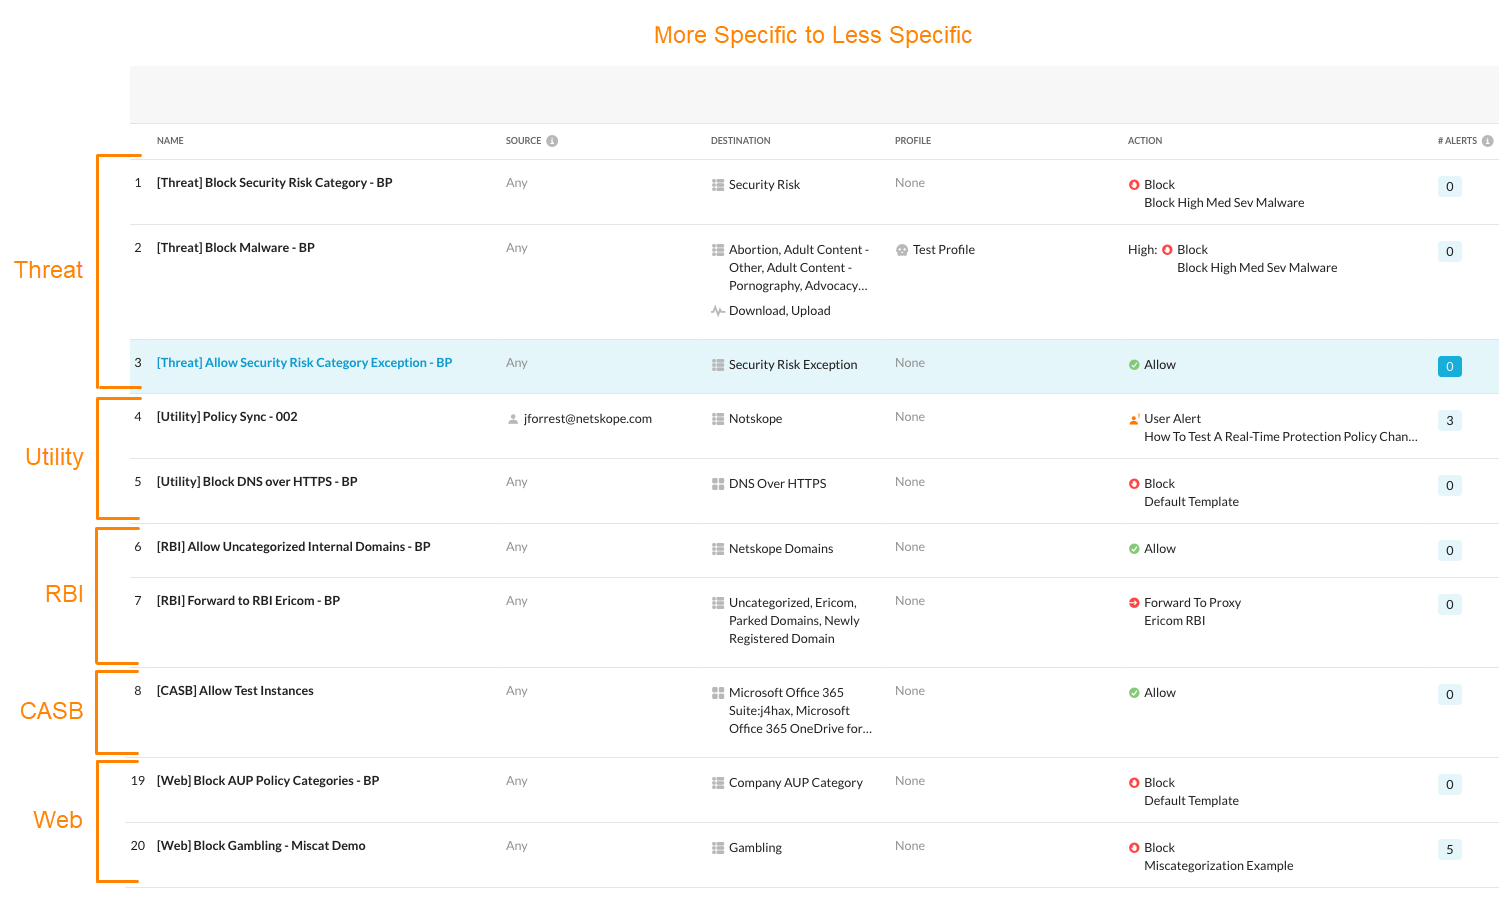 More Specific to Less Specific
NAME SOURCE DESTINATION PROFILE ACTION # ALERTS
Threat
1 [Threat] Block Security Risk Category - BP Any Security Risk None Block 0
Block High Med Sev Malware
2 [Threat] Block Malware - BP Any Abortion, Adult Content - Test Profile High: Block 0
Other, Adult Content - Block High Med Sev Malware
Pornography, Advocacy...
Download, Upload
3 [Threat] Allow Security Risk Category Exception - BP Any Security Risk Exception None Allow 0
Utility
4 [Utility] Policy Sync - 002 jforrest@netskope.com Notskope None User Alert 3
How To Test A Real-Time Protection Policy Chan...
5 [Utility] Block DNS over HTTPS - BP Any DNS Over HTTPS None Block 0
Default Template
RBI
6 [RBI] Allow Uncategorized Internal Domains - BP Any Netskope Domains None Allow 0
7 [RBI] Forward to RBI Ericom - BP Any Uncategorized, Ericom, None Forward To Proxy 0
Parked Domains, Newly Ericom RBI
Registered Domain
CASB
8 [CASB] Allow Test Instances Any Microsoft Office 365 None Allow 0
Suite:j4hax, Microsoft
Office 365 OneDrive for...
Web
19 [Web] Block AUP Policy Categories - BP Any Company AUP Category None Block 0
Default Template
20 [Web] Block Gambling - Miscat Demo Any Gambling None Block 5
Miscategorization Example